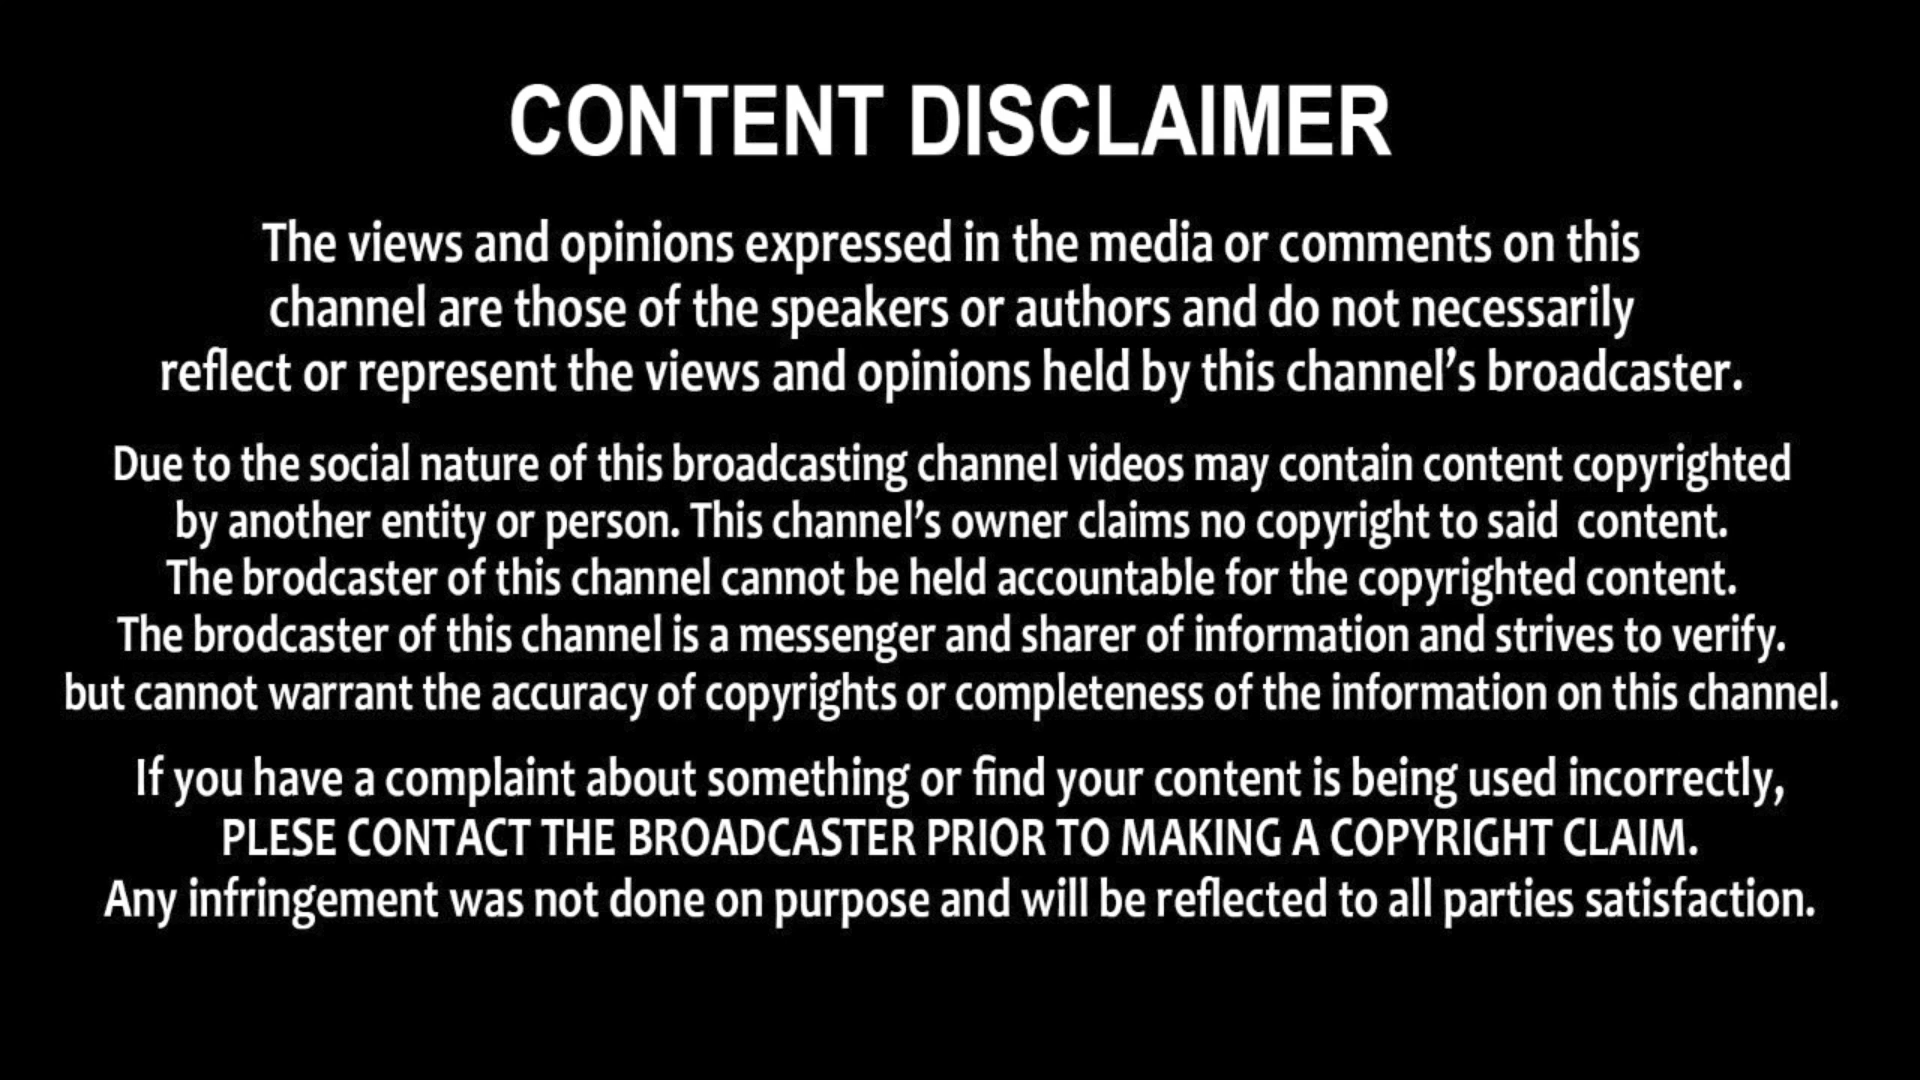 CONTENT DISCLAIMER
The views and opinions expressed in the media or comments on this
channel are those of the speakers or authors and do not necessarily
reflect or represent the views and opinions held by this channel’s broadcaster.
Due to the social nature of this broadcasting channel videos may contain content copyrighted
by another entity or person. This channel’s owner claims no copyright to said content.
The brodcaster of this channel cannot be held accountable for the copyrighted content.
The brodcaster of this channel is a messenger and sharer of information and strives to verify.
but cannot warrant the accuracy of copyrights or completeness of the information on this channel.
If you have a complaint about something or find your content is being used incorrectly,
PLESE CONTACT THE BROADCASTER PRIOR TO MAKING A COPYRIGHT CLAIM.
Any infringement was not done on purpose and will be reflected to all parties satisfaction.